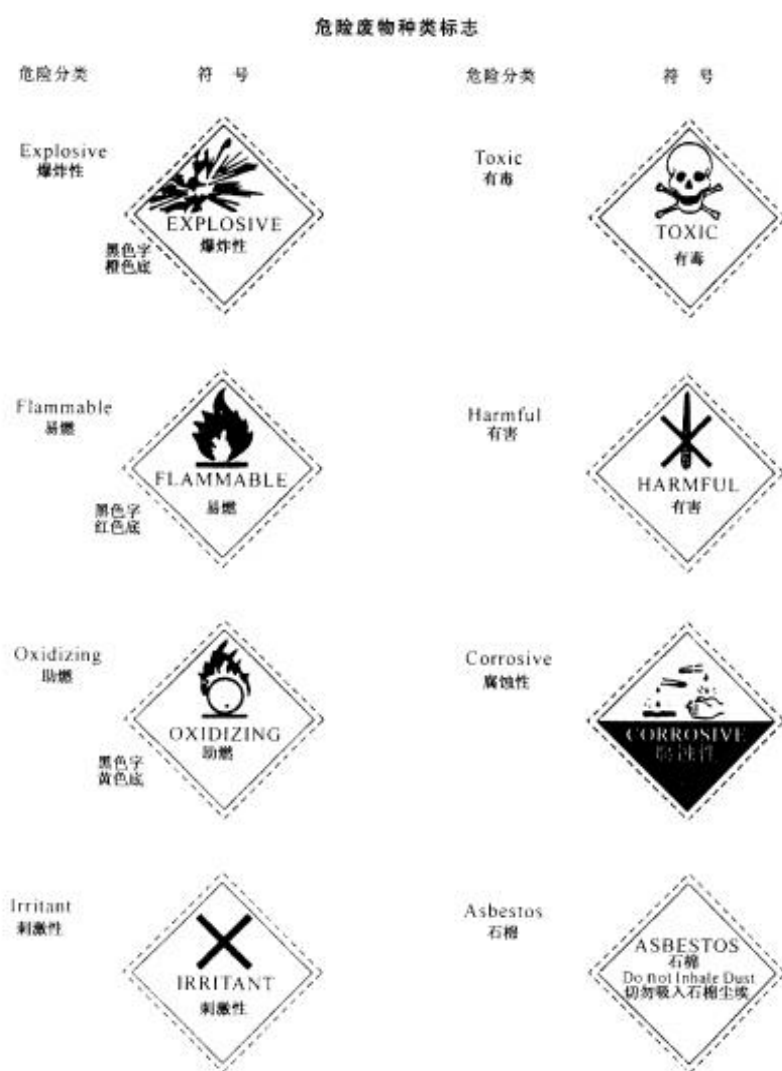 危险废物种类标志
危险分类 符 号 危险分类 符 号
Explosive
爆炸性
EXPLOSIVE
爆炸性
黑色字
橙色底
Toxic
有毒
TOXIC
有毒
Flammable
易燃
FLAMMABLE
易燃
黑色字
红色底
Harmful
有害
HARMFUL
有害
Oxidizing
助燃
OXIDIZING
助燃
黑色字
黄色底
Corrosive
腐蚀性
CORROSIVE
腐蚀性
Irritant
刺激性
IRRITANT
刺激性
Asbestos
石棉
ASBESTOS
石棉
Do not Inhale Dust
切勿吸入石棉尘埃